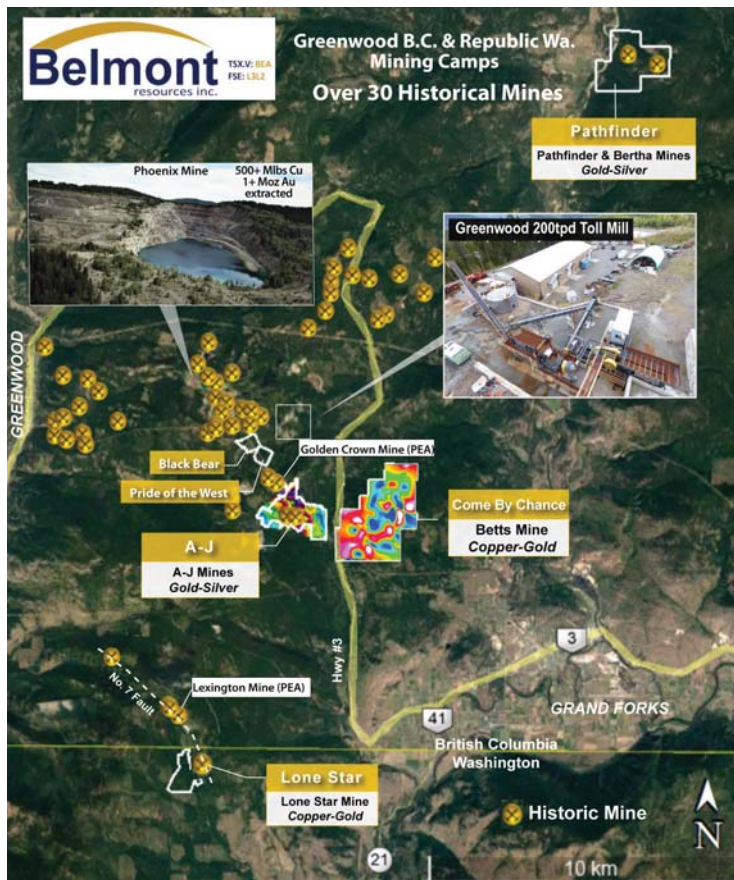 Belmont
resources inc.
TSX.V: BEA
FSE: L3L2
Greenwood B.C. & Republic Wa.
Mining Camps
Over 30 Historical Mines
Pathfinder
Pathfinder & Bertha Mines
Gold-Silver
Phoenix Mine
500+ Mlbs Cu
1+ Moz Au
extracted
Greenwood 200tpd Toll Mill
GREENWOOD
Black Bear
Golden Crown Mine (PEA)
Pride of the West
Come By Chance
Betts Mine
Copper-Gold
A-J
A-J Mines
Gold-Silver
Hwy #3
3
No. 7 Fault
Lexington Mine (PEA)
41
GRAND FORKS
British Columbia
Washington
Lone Star
Lone Star Mine
Copper-Gold
Historic Mine
N
21
10 km